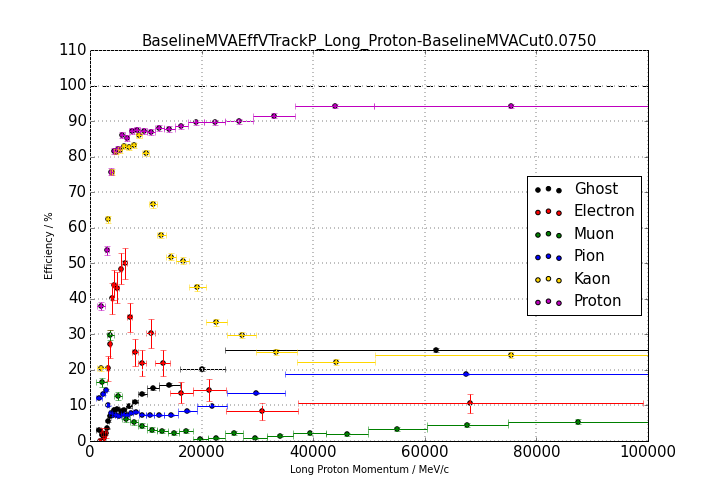 BaselineMVAEffVTrackP_Long_Proton-BaselineMVACut0.0750
110
100
90
80
70
60
50
40
30
20
10
0
Efficiency / %
Ghost
Electron
Muon
Pion
Kaon
Proton
0 20000 40000 60000 80000 100000
Long Proton Momentum / MeV/c